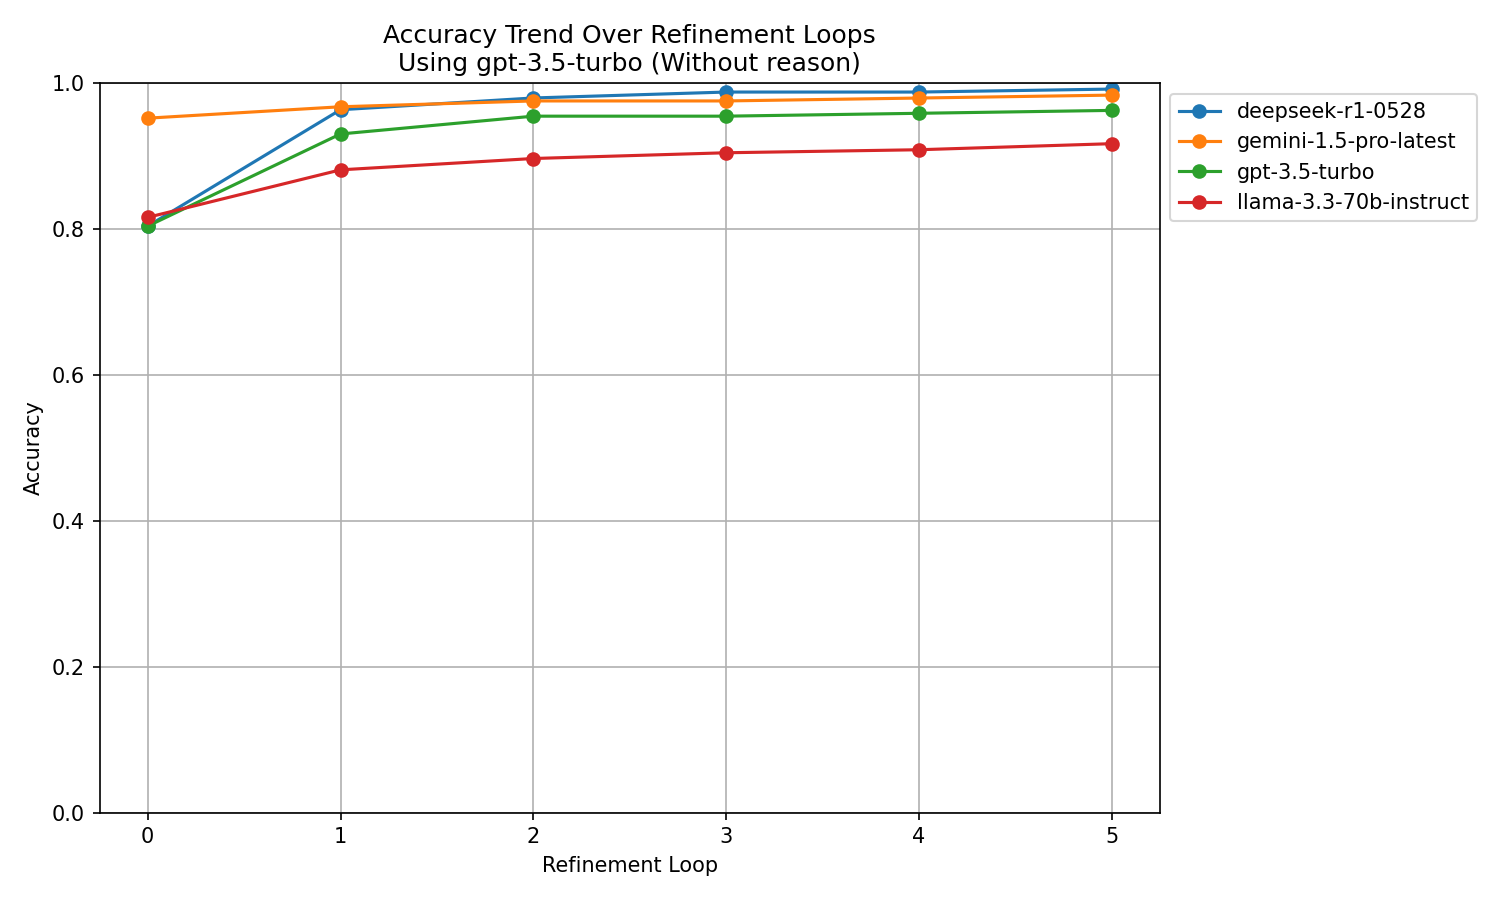 Accuracy Trend Over Refinement Loops
Using gpt-3.5-turbo (Without reason)
1.0
0.8
0.6
0.4
0.2
0.0
Accuracy
0 1 2 3 4 5
Refinement Loop
deepseek-r1-0528
gemini-1.5-pro-latest
gpt-3.5-turbo
llama-3.3-70b-instruct